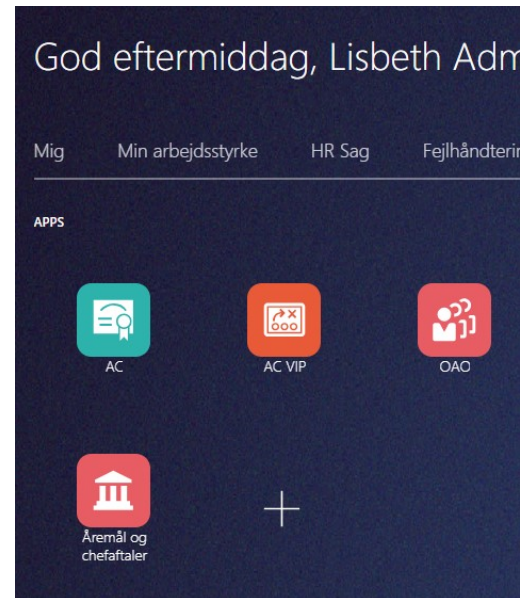 God eftermiddag, Lisbeth Adm
Mig Min arbejdsstyrke HR Sag Fejlhåndterin
APPS
AC AC VIP OAO
Åremål og
chefaftaler